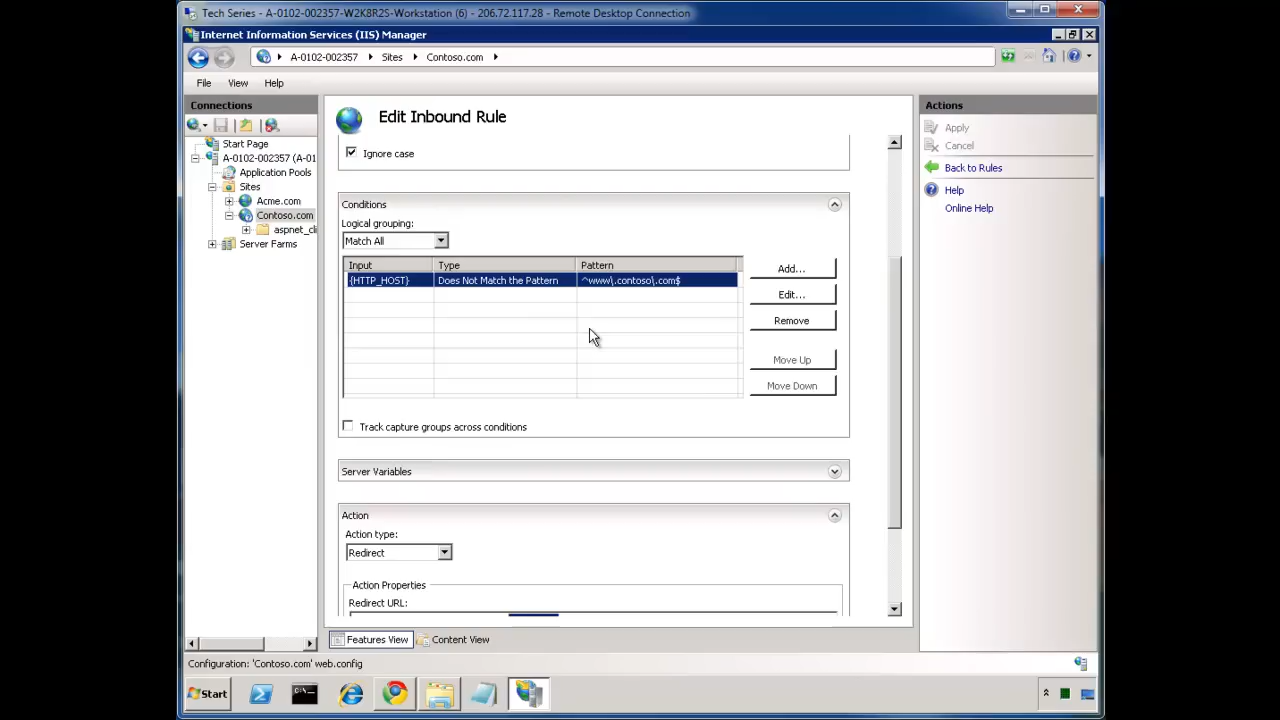 Tech Series - A-0102-002357-W2K8R2S-Workstation (6) - 206.72.117.28 - Remote Desktop Connection
Internet Information Services (IIS) Manager
A-0102-002357 Sites Contoso.com
File View Help
Connections
Start Page
A-0102-002357 (A-01
Application Pools
Sites
Acme.com
Contoso.com
aspnet_cli
Server Farms
Edit Inbound Rule
Ignore case
Conditions
Logical grouping:
Match All
Input Type Pattern
{HTTP_HOST} Does Not Match the Pattern ^www\.contoso\.com$
Add...
Edit...
Remove
Move Up
Move Down
Track capture groups across conditions
Server Variables
Action
Action type:
Redirect
Action Properties
Redirect URL:
Features View Content View
Actions
Apply
Cancel
Back to Rules
Help
Online Help
Configuration: 'Contoso.com' web.config
Start